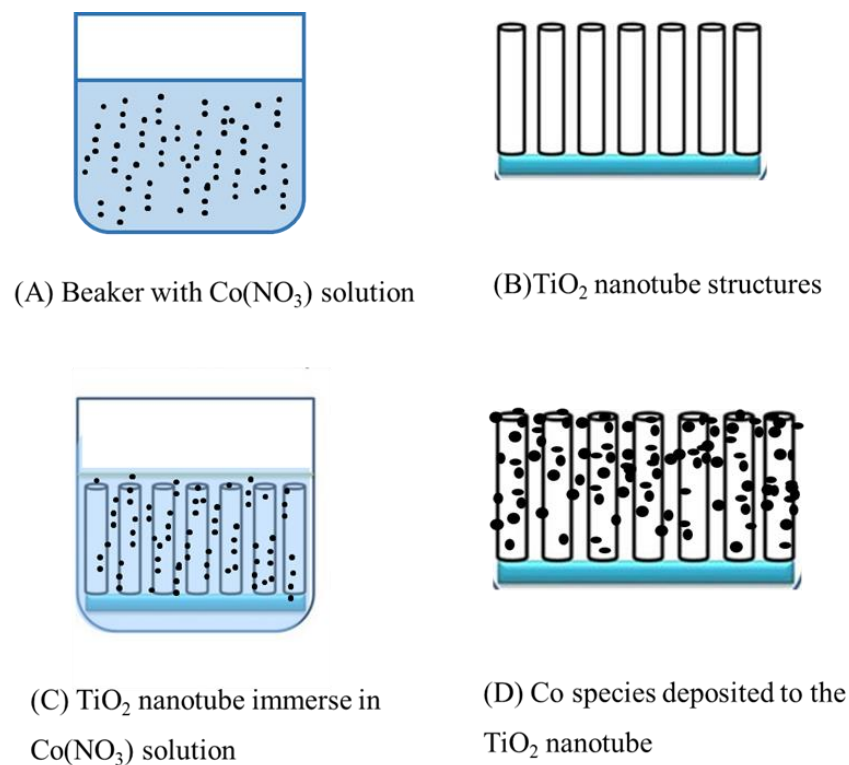 (A) Beaker with Co(NO₃) solution
(B)TiO₂ nanotube structures
(C) TiO₂ nanotube immerse in
Co(NO₃) solution
(D) Co species deposited to the
TiO₂ nanotube